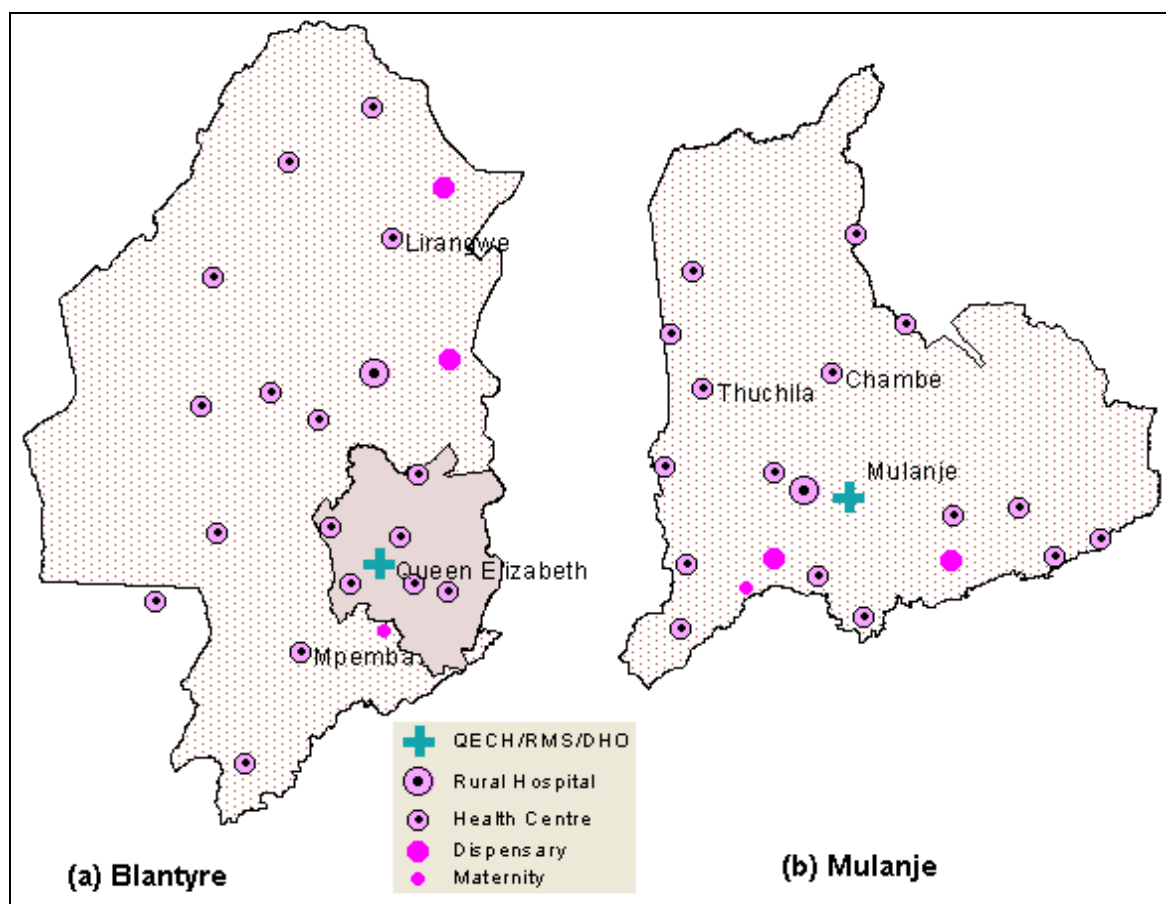 Lirangwe
Thuchila
Chambe
Mulanje
Queen Elizabeth
Mpemba
QECH/RMS/DHO
Rural Hospital
Health Centre
Dispensary
Maternity
(a) Blantyre
(b) Mulanje